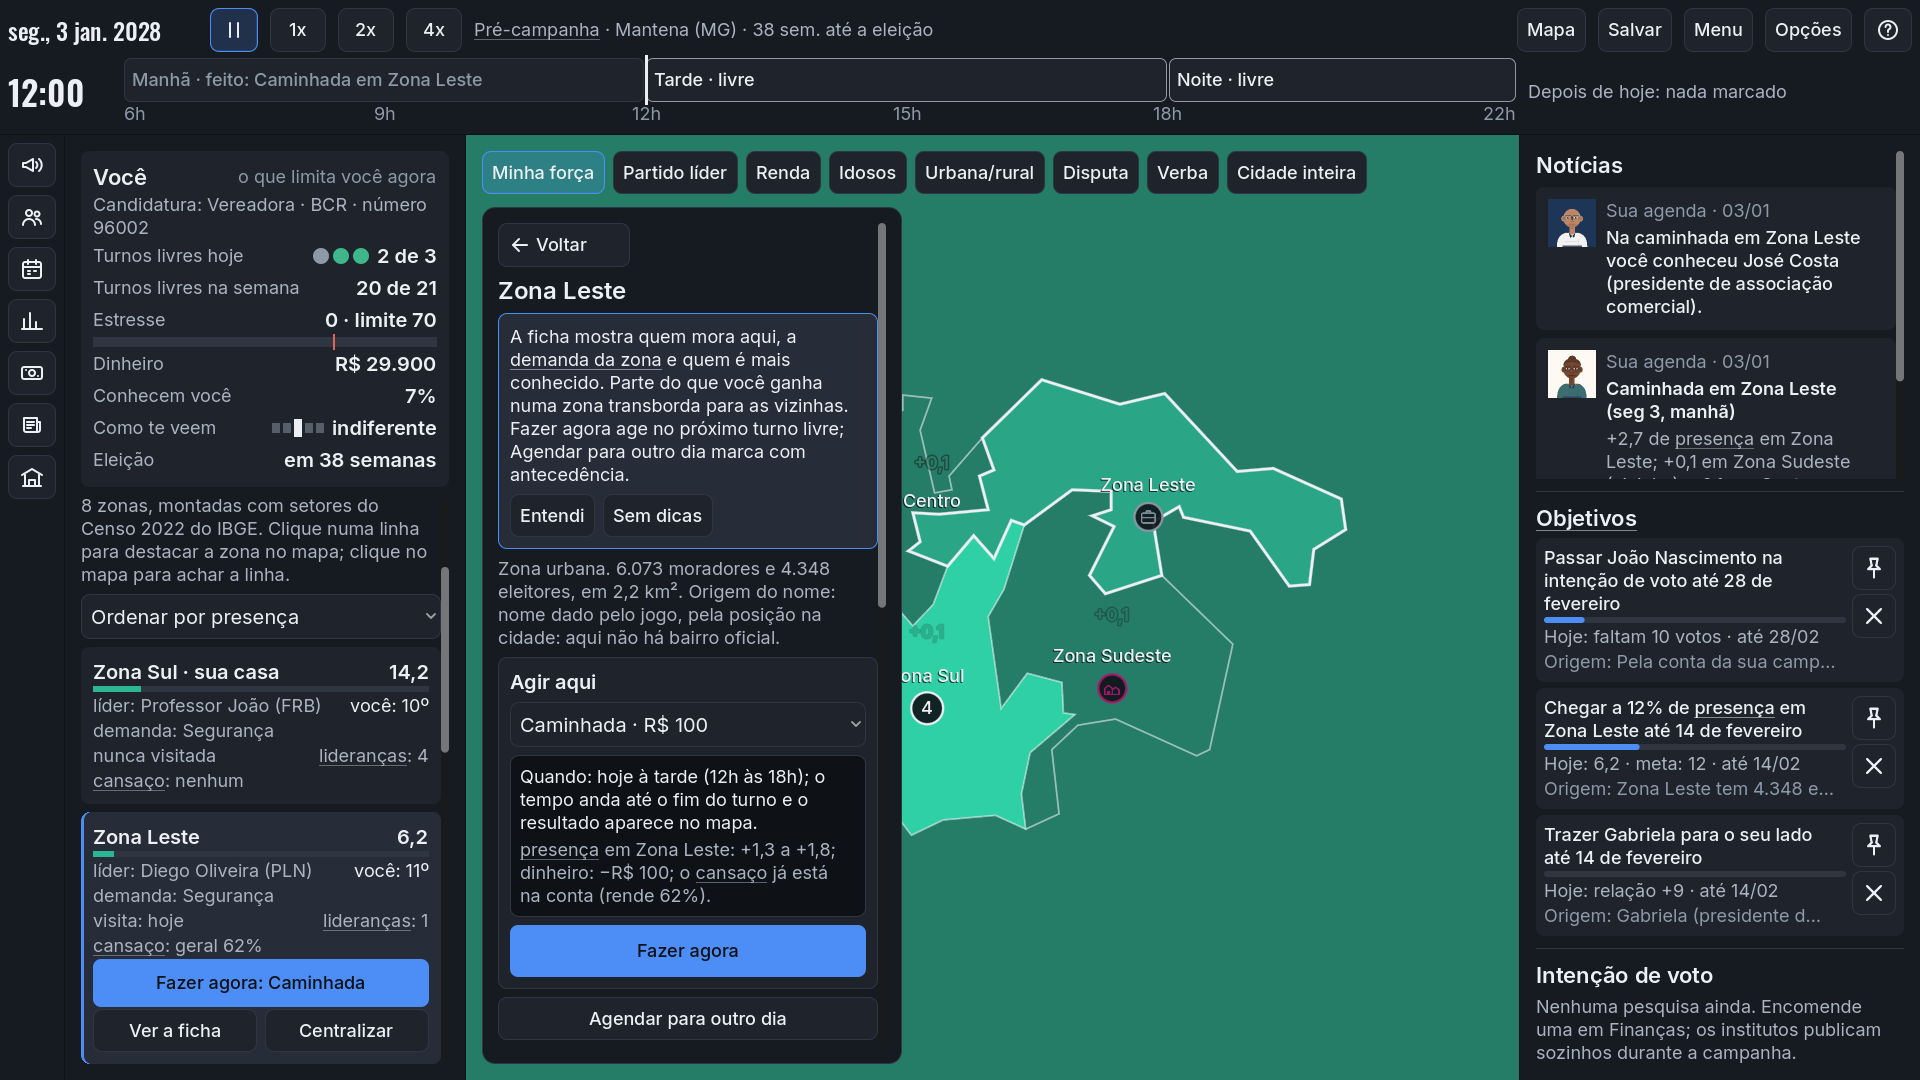 seg., 3 jan. 2028
1x
2x
4x
Pré-campanha · Mantena (MG) · 38 sem. até a eleição
Mapa
Salvar
Menu
Opções
12:00
Manhã · feito: Caminhada em Zona Leste
Tarde · livre
Noite · livre
Depois de hoje: nada marcado
6h
9h
12h
15h
18h
22h
Você
o que limita você agora
Candidatura: Vereadora · BCR · número
96002
Turnos livres hoje
2 de 3
Turnos livres na semana
20 de 21
Estresse
0 · limite 70
Dinheiro
R$ 29.900
Conhecem você
7%
Como te veem
indiferente
Eleição
em 38 semanas
8 zonas, montadas com setores do
Censo 2022 do IBGE. Clique numa linha
para destacar a zona no mapa; clique no
mapa para achar a linha.
Ordenar por presença
Zona Sul · sua casa
14,2
líder: Professor João (FRB)
você: 10º
demanda: Segurança
nunca visitada
lideranças: 4
cansaço: nenhum
Zona Leste
6,2
líder: Diego Oliveira (PLN)
você: 11º
demanda: Segurança
visita: hoje
lideranças: 1
cansaço: geral 62%
Fazer agora: Caminhada
Ver a ficha
Centralizar
Minha força
Partido líder
Renda
Idosos
Urbana/rural
Disputa
Verba
Cidade inteira
Voltar
Zona Leste
A ficha mostra quem mora aqui, a
demanda da zona e quem é mais
conhecido. Parte do que você ganha
numa zona transborda para as vizinhas.
Fazer agora age no próximo turno livre;
Agendar para outro dia marca com
antecedência.
Entendi
Sem dicas
Zona urbana. 6.073 moradores e 4.348
eleitores, em 2,2 km². Origem do nome:
nome dado pelo jogo, pela posição na
cidade: aqui não há bairro oficial.
Agir aqui
Caminhada · R$ 100
Quando: hoje à tarde (12h às 18h); o
tempo anda até o fim do turno e o
resultado aparece no mapa.
presença em Zona Leste: +1,3 a +1,8;
dinheiro: −R$ 100; o cansaço já está
na conta (rende 62%).
Fazer agora
Agendar para outro dia
+0,1
Centro
Zona Leste
+0,1
+0,1
Zona Sudeste
ona Sul
4
Notícias
Sua agenda · 03/01
Na caminhada em Zona Leste
você conheceu José Costa
(presidente de associação
comercial).
Sua agenda · 03/01
Caminhada em Zona Leste
(seg 3, manhã)
+2,7 de presença em Zona
Leste; +0,1 em Zona Sudeste
Objetivos
Passar João Nascimento na
intenção de voto até 28 de
fevereiro
Hoje: faltam 10 votos · até 28/02
Origem: Pela conta da sua camp...
Chegar a 12% de presença em
Zona Leste até 14 de fevereiro
Hoje: 6,2 · meta: 12 · até 14/02
Origem: Zona Leste tem 4.348 e...
Trazer Gabriela para o seu lado
até 14 de fevereiro
Hoje: relação +9 · até 14/02
Origem: Gabriela (presidente d...
Intenção de voto
Nenhuma pesquisa ainda. Encomende
uma em Finanças; os institutos publicam
sozinhos durante a campanha.